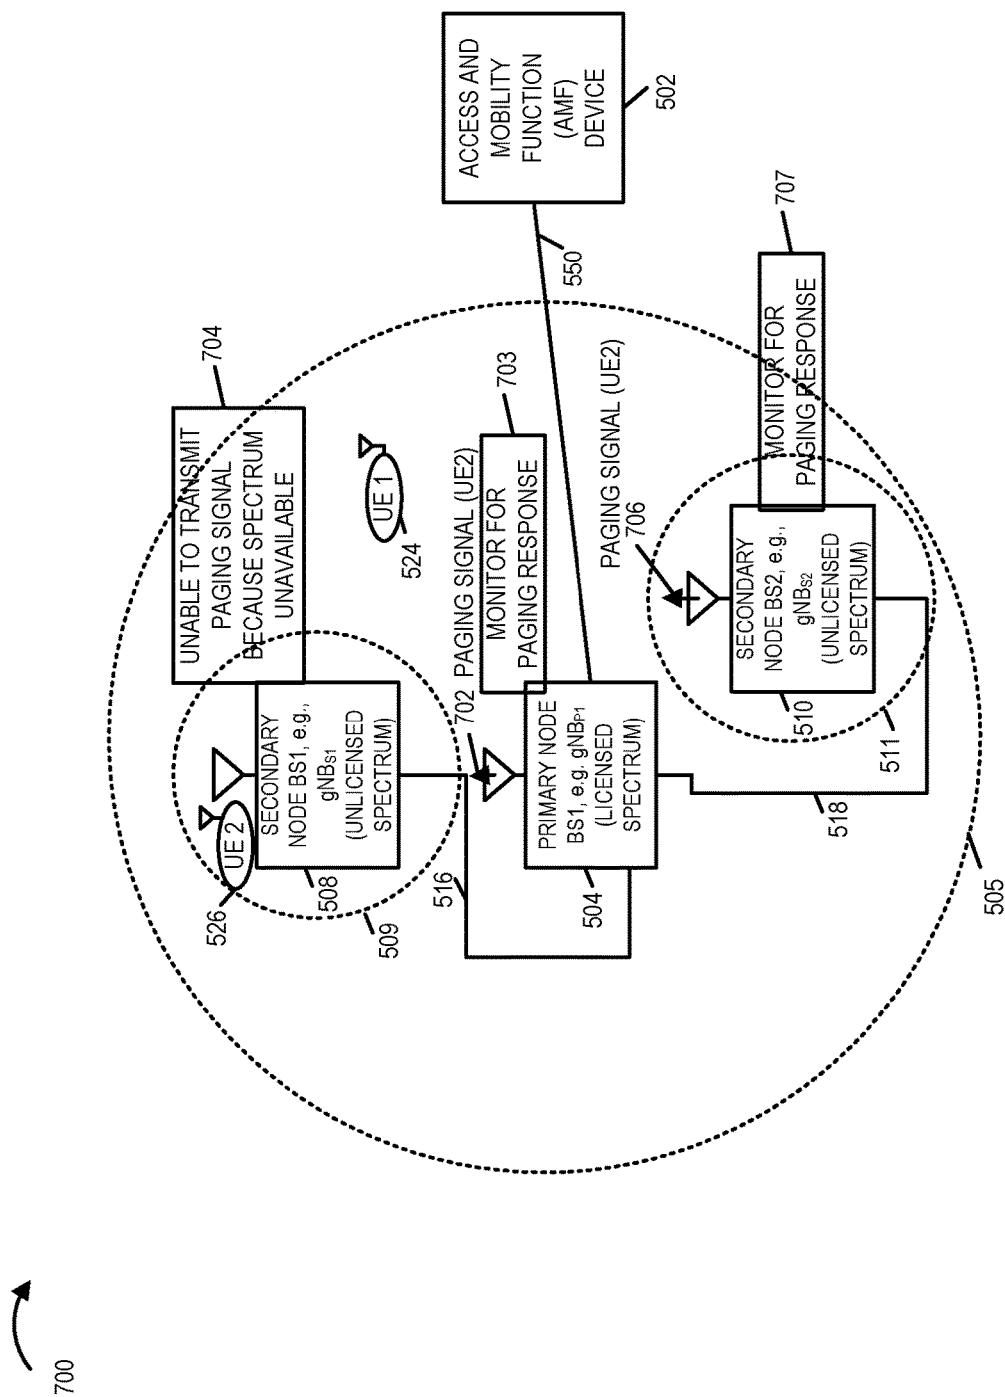 700
UNABLE TO TRANSMIT
PAGING SIGNAL
BECAUSE SPECTRUM
UNAVAILABLE
704
UE 2
526
SECONDARY
NODE BS1, e.g.,
gNBS1
(UNLICENSED
SPECTRUM)
508
509
UE 1
524
516
702
PAGING SIGNAL (UE2)
MONITOR FOR
PAGING RESPONSE
703
PRIMARY NODE
BS1, e.g. gNBP1
(LICENSED
SPECTRUM)
504
ACCESS AND
MOBILITY
FUNCTION
(AMF)
DEVICE
502
550
PAGING SIGNAL (UE2)
706
MONITOR FOR
PAGING RESPONSE
707
SECONDARY
NODE BS2, e.g.,
gNBS2
(UNLICENSED
SPECTRUM)
510
511
518
505